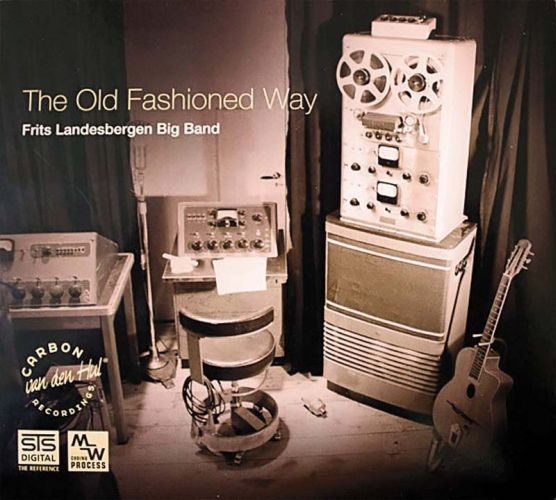 The Old Fashioned Way
Frits Landesbergen Big Band
CARBON
van den Hul®
RECORDINGS
STS
DIGITAL
THE REFERENCE
MW
CODING
PROCESS